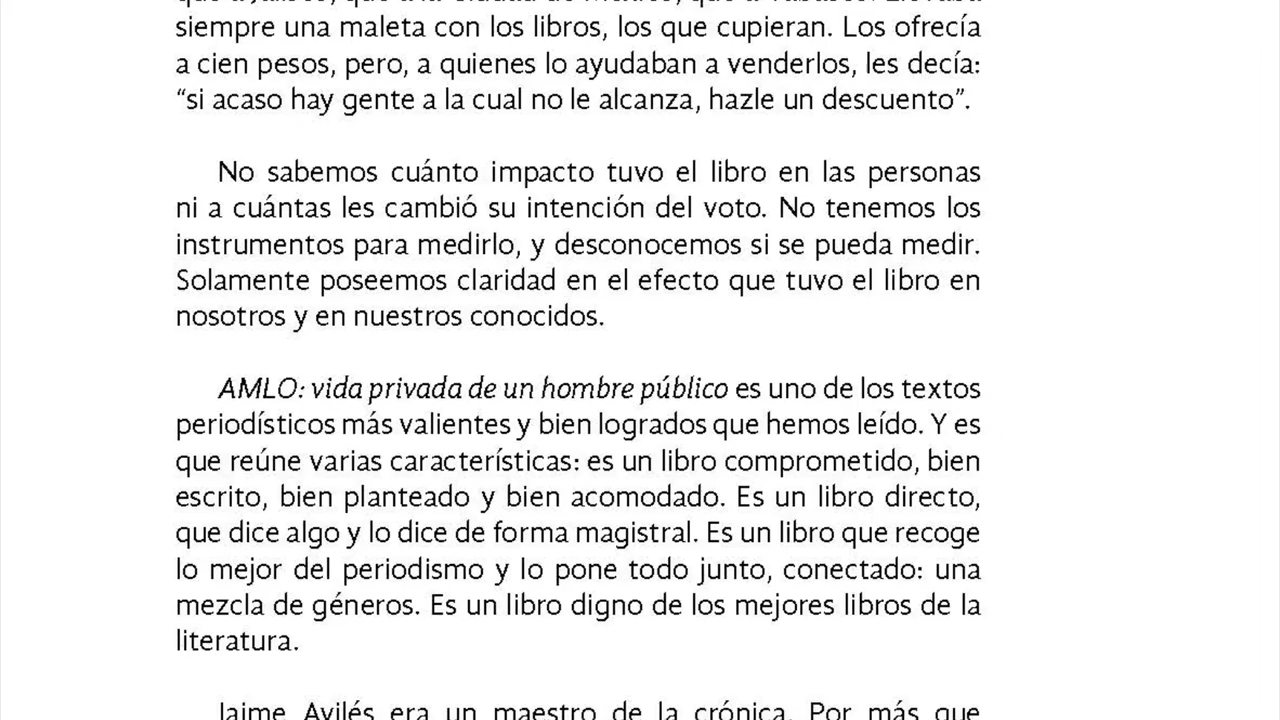 siempre una maleta con los libros, los que cupieran. Los ofrecía
a cien pesos, pero, a quienes lo ayudaban a venderlos, les decía:
“si acaso hay gente a la cual no le alcanza, hazle un descuento”.
No sabemos cuánto impacto tuvo el libro en las personas
ni a cuántas les cambió su intención del voto. No tenemos los
instrumentos para medirlo, y desconocemos si se pueda medir.
Solamente poseemos claridad en el efecto que tuvo el libro en
nosotros y en nuestros conocidos.
AMLO: vida privada de un hombre público es uno de los textos
periodísticos más valientes y bien logrados que hemos leído. Y es
que reúne varias características: es un libro comprometido, bien
escrito, bien planteado y bien acomodado. Es un libro directo,
que dice algo y lo dice de forma magistral. Es un libro que recoge
lo mejor del periodismo y lo pone todo junto, conectado: una
mezcla de géneros. Es un libro digno de los mejores libros de la
literatura.
Jaime Avilés era un maestro de la crónica. Por más que